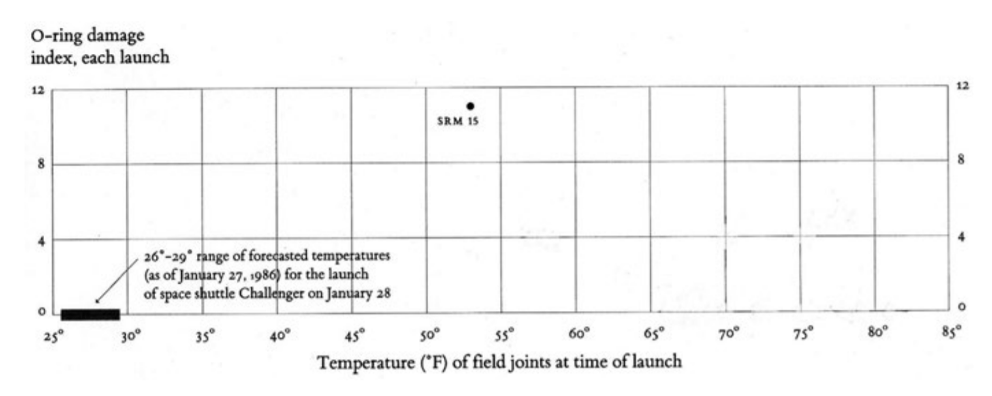 O-ring damage
index, each launch
12
12
SRM 15
8
8
4
4
26°-29° range of forecasted temperatures
(as of January 27, 1986) for the launch
of space shuttle Challenger on January 28
0
0
25° 30° 35° 40° 45° 50° 55° 60° 65° 70° 75° 80° 85°
Temperature (°F) of field joints at time of launch